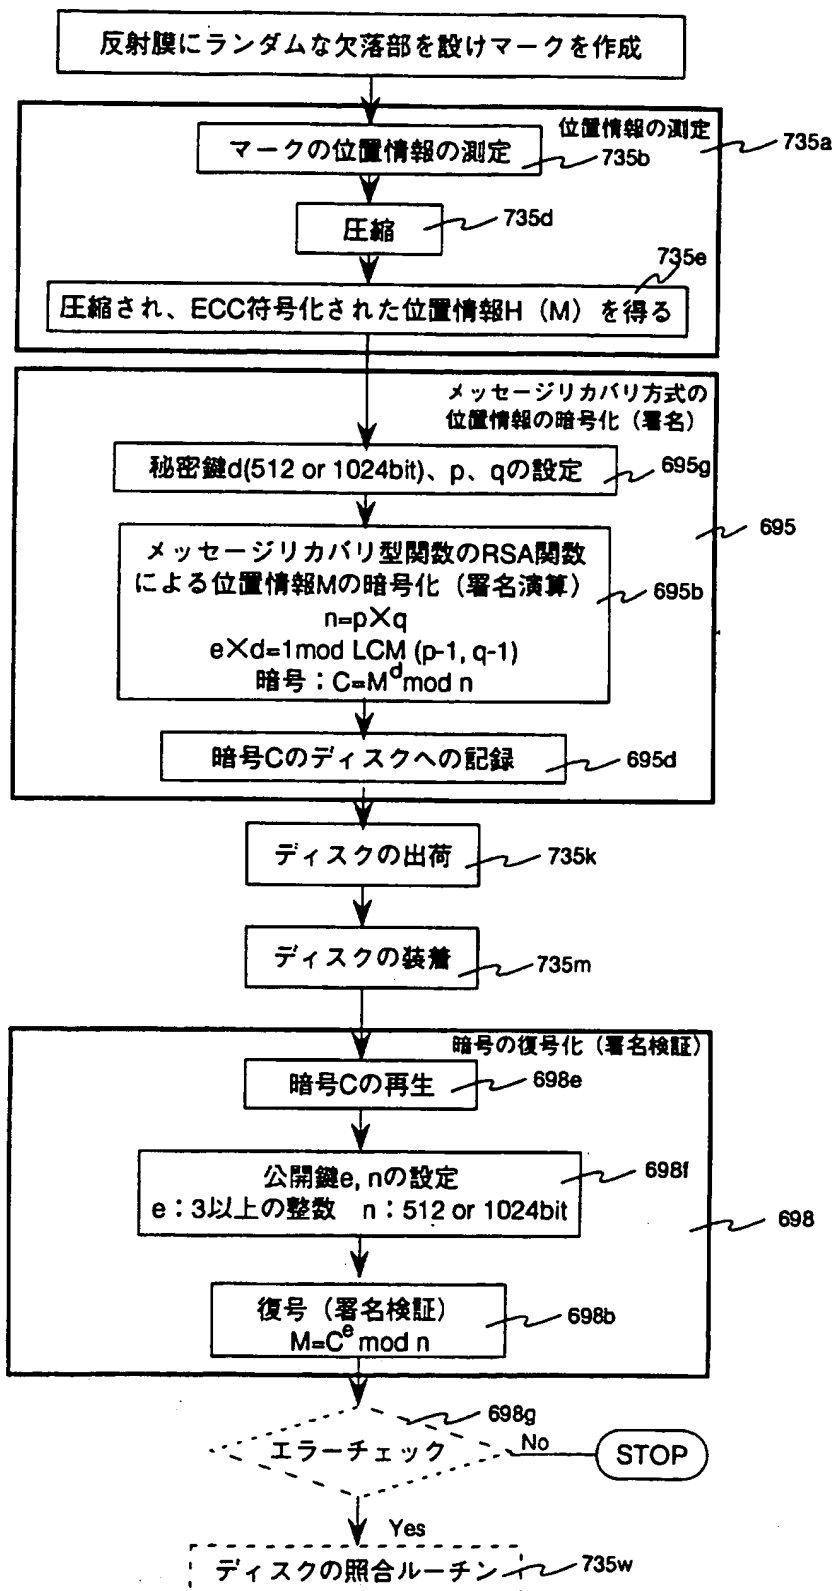 反射膜にランダムな欠落部を設けマークを作成
位置情報の測定
735a
マークの位置情報の測定
735b
圧縮
735d
735e
圧縮され、ECC符号化された位置情報H（M）を得る
メッセージリカバリ方式の
位置情報の暗号化（署名）
秘密鍵d(512 or 1024bit)、p、qの設定
695g
695
メッセージリカバリ型関数のRSA関数
による位置情報Mの暗号化（署名演算）
n=p×q
e×d=1mod LCM (p-1, q-1)
暗号：C=M^d mod n
695b
暗号Cのディスクへの記録
695d
ディスクの出荷
735k
ディスクの装着
735m
暗号の復号化（署名検証）
暗号Cの再生
698e
公開鍵e, nの設定
e：3以上の整数　n：512 or 1024bit
698f
698
復号（署名検証）
M=C^e mod n
698b
698g
エラーチェック
No
STOP
Yes
ディスクの照合ルーチン
735w